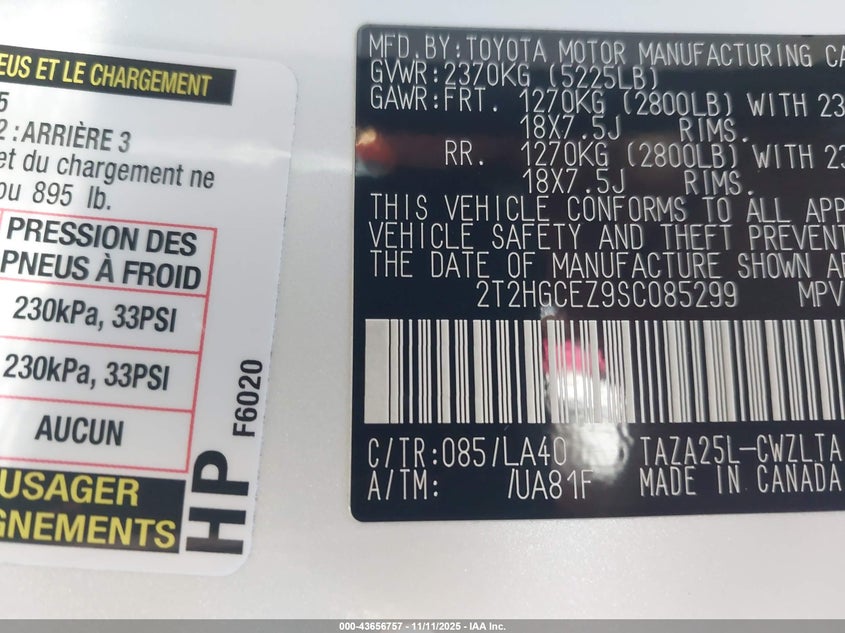 EUS ET LE CHARGEMENT
5
2 : ARRIÈRE 3
et du chargement ne
ou 895 lb.
PRESSION DES
PNEUS À FROID
230kPa, 33PSI
230kPa, 33PSI
AUCUN
USAGER
GNEMENTS
HP
F6020
MFD.BY:TOYOTA MOTOR MANUFACTURING CA
GVWR:2370KG (5225LB)
GAWR:FRT. 1270KG (2800LB) WITH 23
18X7.5J RIMS.
RR. 1270KG (2800LB) WITH 23
18X7.5J RIMS.
THIS VEHICLE CONFORMS TO ALL APP
VEHICLE SAFETY AND THEFT PREVENT
THE DATE OF MANUFACTURE SHOWN AB
2T2HGCEZ9SC085299 MPV
C/TR:085/LA40 TAZA25L-CWZLTA
A/TM: /UA81F MADE IN CANADA
000-43656757 - 11/11/2025 - IAA Inc.